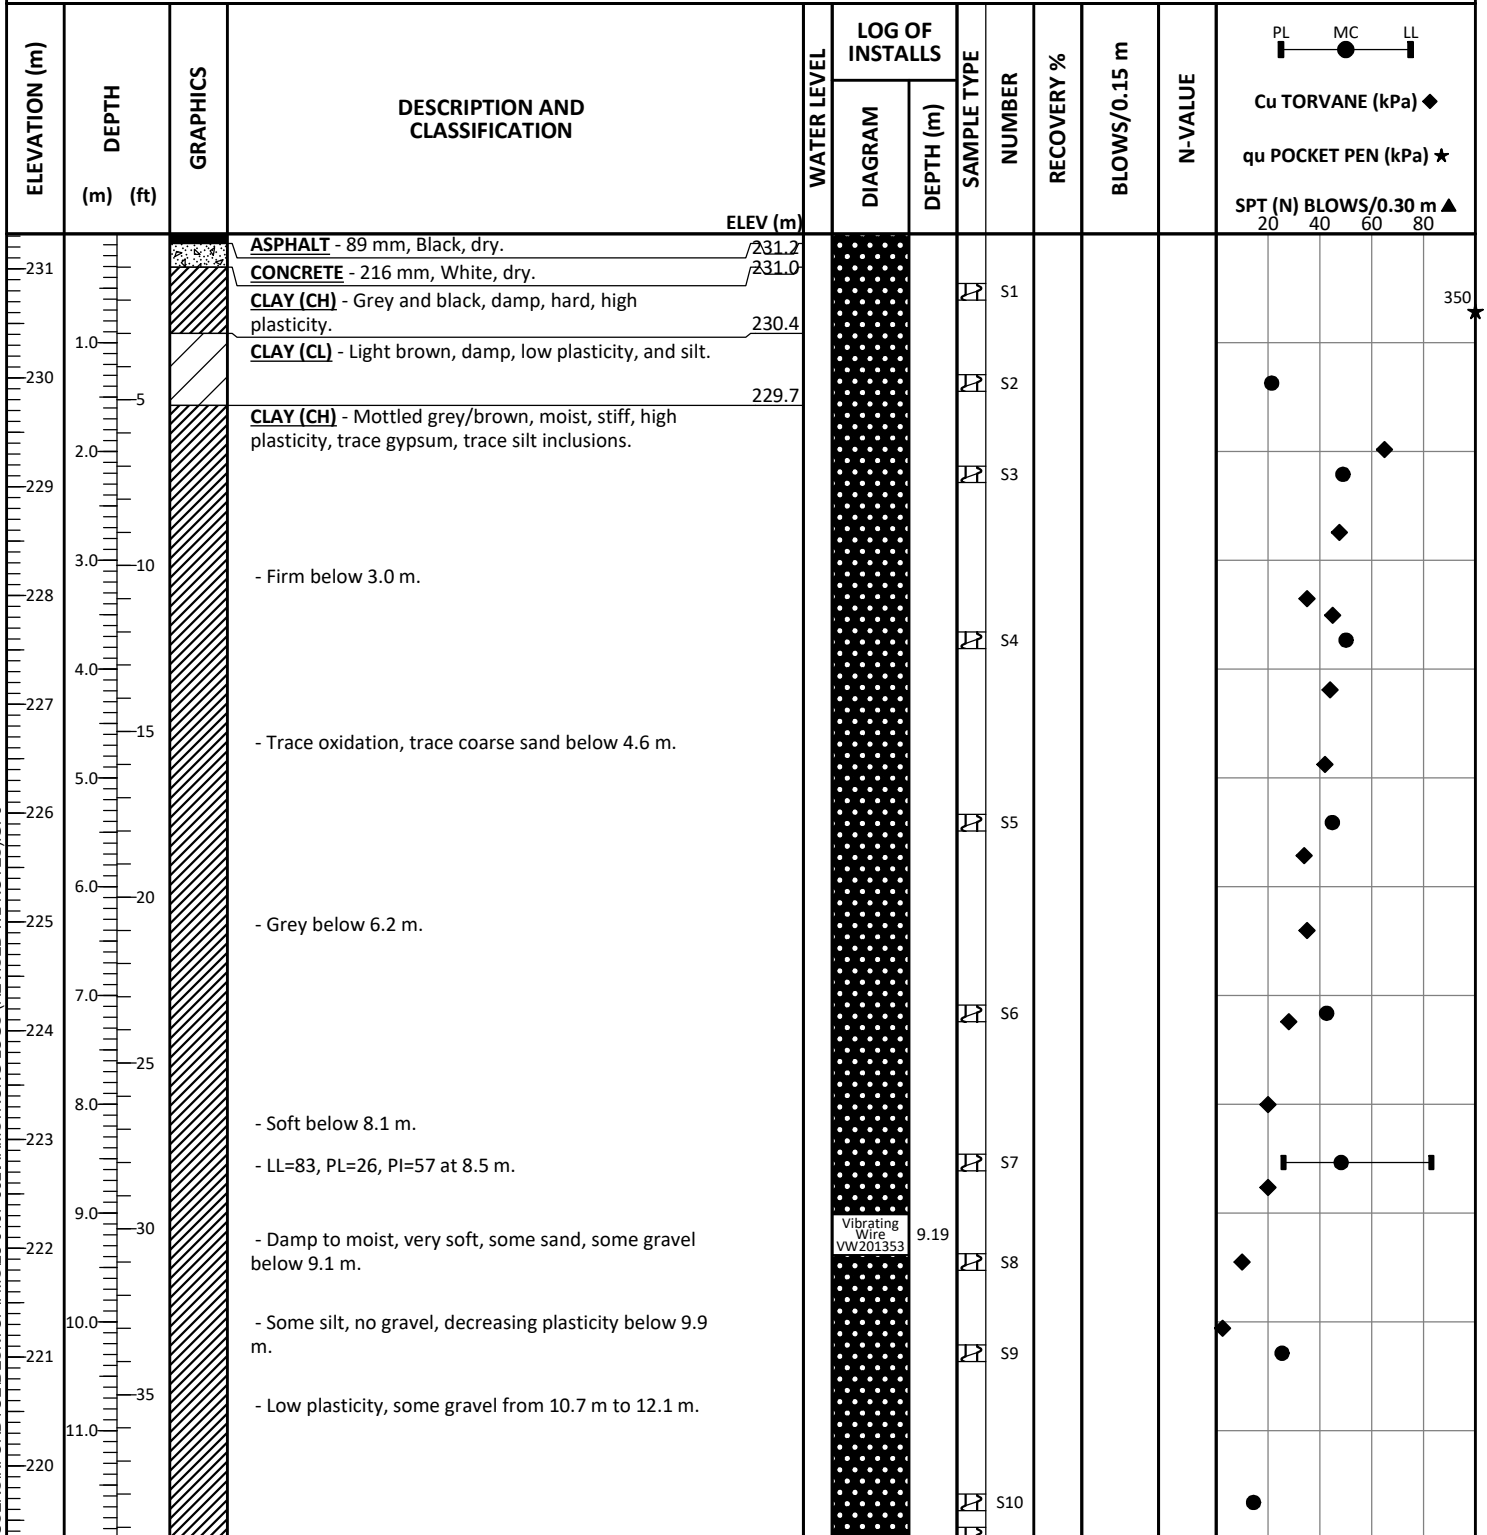 ELEVATION (m)
DEPTH
(m) (ft)
GRAPHICS
DESCRIPTION AND
CLASSIFICATION
ELEV (m)
WATER LEVEL
LOG OF
INSTALLS
DIAGRAM
DEPTH (m)
SAMPLE TYPE
NUMBER
RECOVERY %
BLOWS/0.15 m
N-VALUE
PL MC LL
Cu TORVANE (kPa) ◆
qu POCKET PEN (kPa) ★
SPT (N) BLOWS/0.30 m ▲
20 40 60 80
ASPHALT - 89 mm, Black, dry. 231.2
231 CONCRETE - 216 mm, White, dry. 231.0
S1
350
CLAY (CH) - Grey and black, damp, hard, high
plasticity. 230.4
1.0
CLAY (CL) - Light brown, damp, low plasticity, and silt.
230
S2
5
229.7
CLAY (CH) - Mottled grey/brown, moist, stiff, high
plasticity, trace gypsum, trace silt inclusions.
2.0
229
S3
3.0
10
- Firm below 3.0 m.
228
S4
4.0
227
15
- Trace oxidation, trace coarse sand below 4.6 m.
5.0
226
S5
6.0
20
225
- Grey below 6.2 m.
7.0
S6
224
25
8.0
- Soft below 8.1 m.
223
- LL=83, PL=26, PI=57 at 8.5 m.
S7
9.0
30
Vibrating
Wire
VW201353
9.19
- Damp to moist, very soft, some sand, some gravel
below 9.1 m.
222
S8
10.0
- Some silt, no gravel, decreasing plasticity below 9.9
m.
221
S9
35
- Low plasticity, some gravel from 10.7 m to 12.1 m.
11.0
220
S10